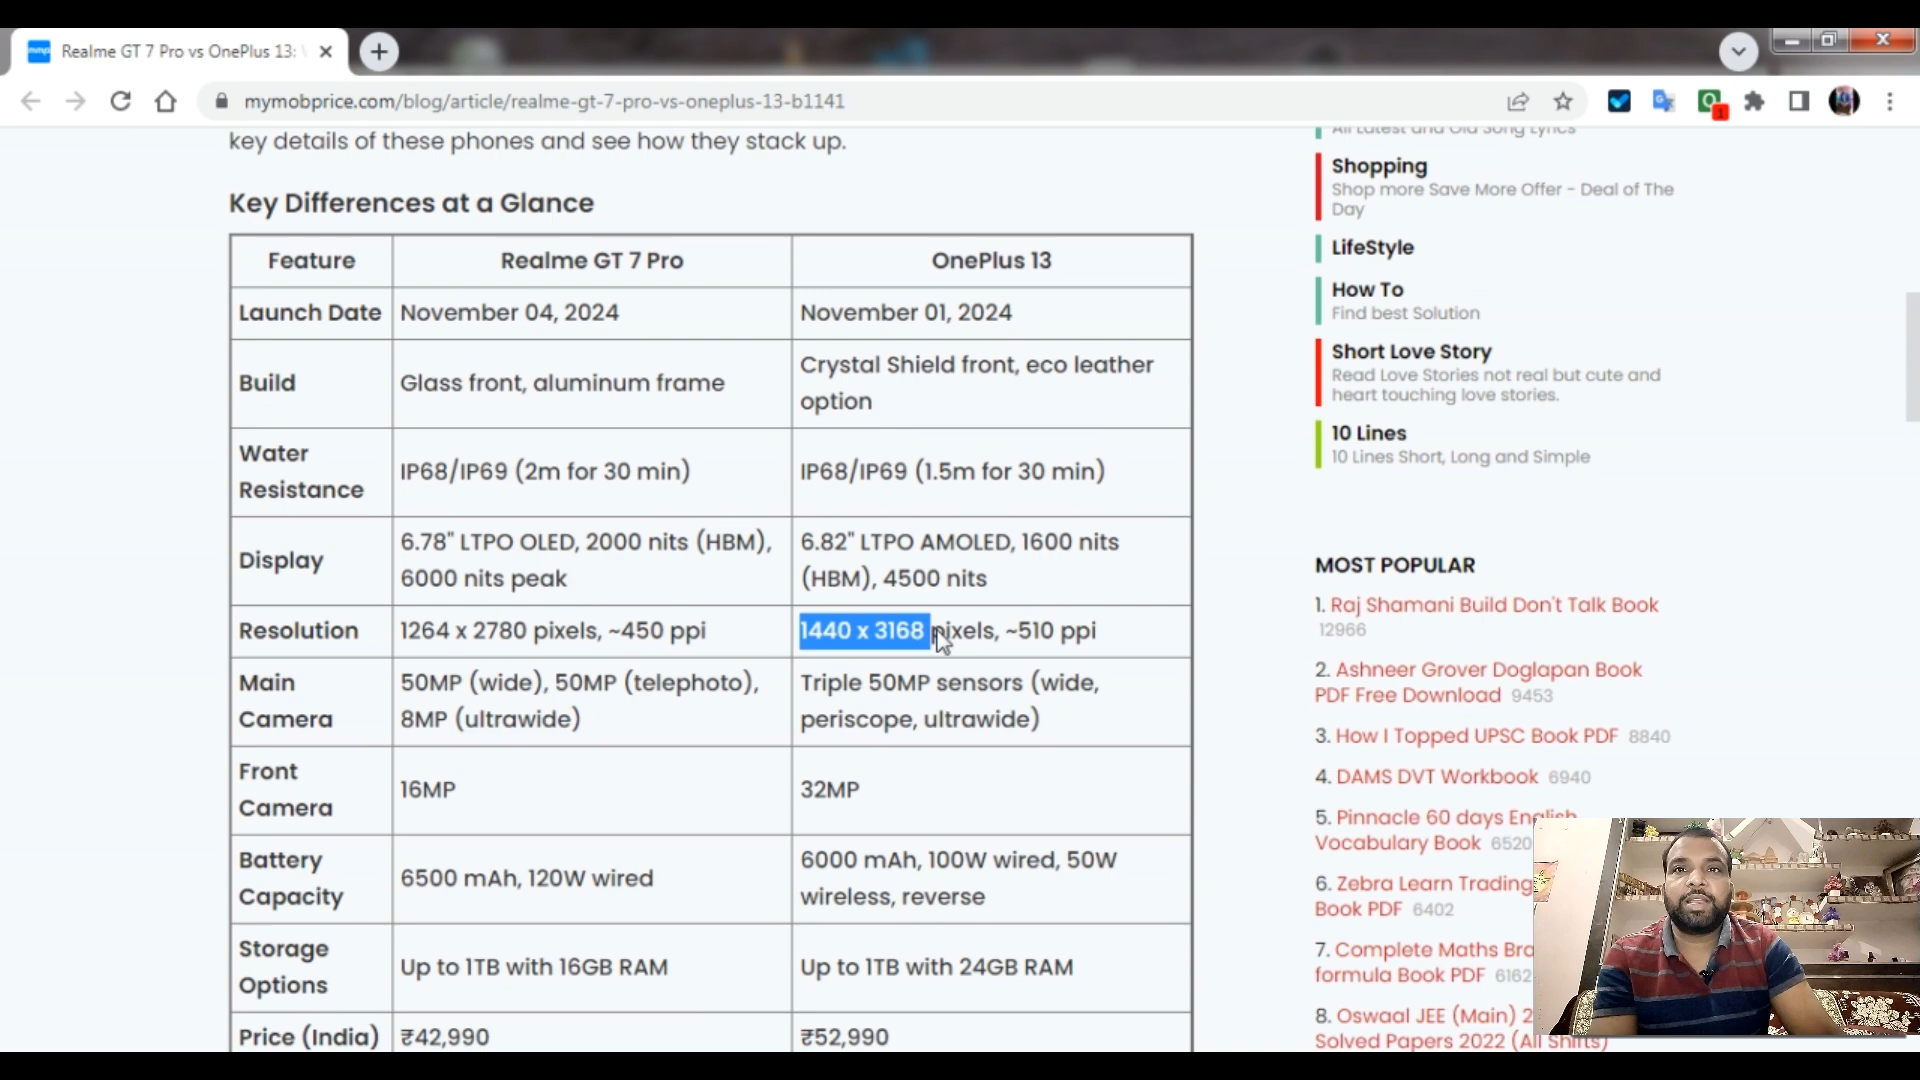 Realme GT 7 Pro vs OnePlus 13:
mymobprice.com/blog/article/realme-gt-7-pro-vs-oneplus-13-b1141
key details of these phones and see how they stack up.
Key Differences at a Glance
Feature Realme GT 7 Pro OnePlus 13
Launch Date November 04, 2024 November 01, 2024
Build Glass front, aluminum frame Crystal Shield front, eco leather
option
Water
Resistance IP68/IP69 (2m for 30 min) IP68/IP69 (1.5m for 30 min)
Display 6.78" LTPO OLED, 2000 nits (HBM),
6000 nits peak 6.82" LTPO AMOLED, 1600 nits
(HBM), 4500 nits
Resolution 1264 x 2780 pixels, ~450 ppi 1440 x 3168 pixels, ~510 ppi
Main
Camera 50MP (wide), 50MP (telephoto),
8MP (ultrawide) Triple 50MP sensors (wide,
periscope, ultrawide)
Front
Camera 16MP 32MP
Battery
Capacity 6500 mAh, 120W wired 6000 mAh, 100W wired, 50W
wireless, reverse
Storage
Options Up to 1TB with 16GB RAM Up to 1TB with 24GB RAM
Price (India) ₹42,990 ₹52,990
All Latest and Old Song Lyrics
Shopping
Shop more Save More Offer - Deal of The
Day
LifeStyle
How To
Find best Solution
Short Love Story
Read Love Stories not real but cute and
heart touching love stories.
10 Lines
10 Lines Short, Long and Simple
MOST POPULAR
1. Raj Shamani Build Don't Talk Book
12966
2. Ashneer Grover Doglapan Book
PDF Free Download 9453
3. How I Topped UPSC Book PDF 8840
4. DAMS DVT Workbook 6940
5. Pinnacle 60 days English
Vocabulary Book 6520
6. Zebra Learn Trading
Book PDF 6402
7. Complete Maths Bra
formula Book PDF 6162
8. Oswaal JEE (Main) 2
Solved Papers 2022 (All Shifts)